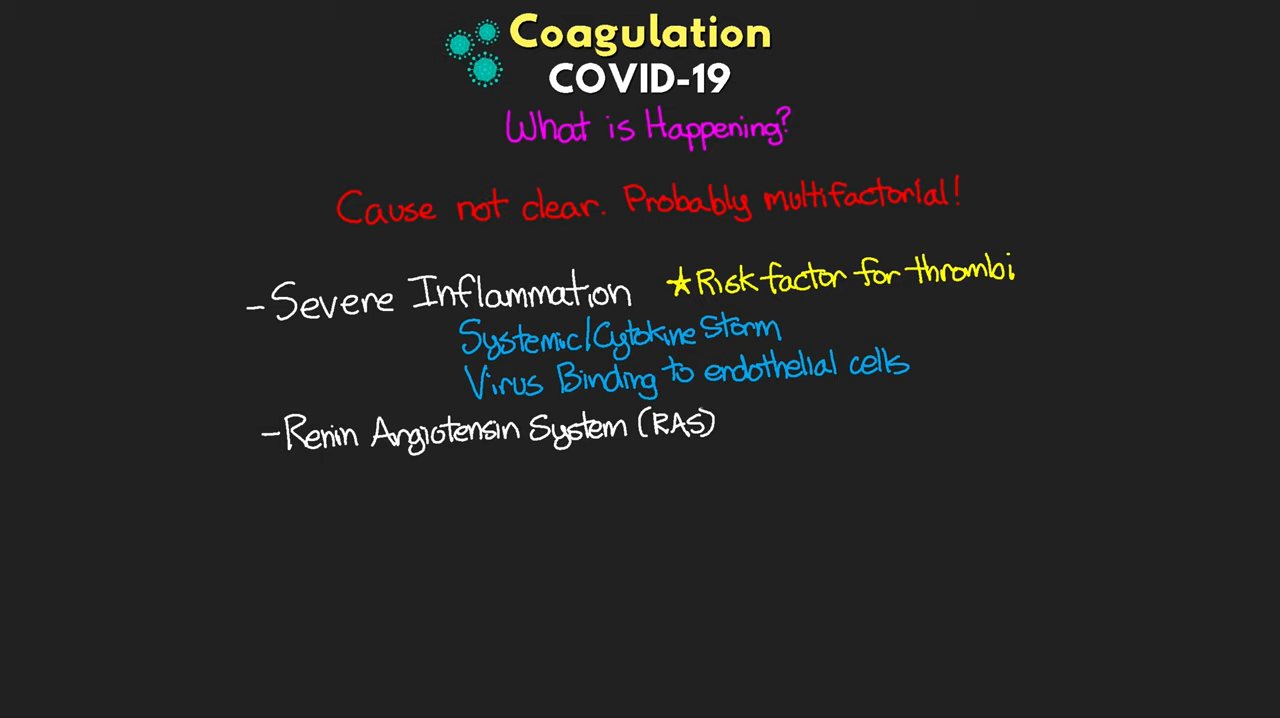 Coagulation
COVID-19
What is Happening?
Cause not clear. Probably multifactorial!
-Severe Inflammation ★Risk factor for thrombi
Systemic/Cytokine Storm
Virus Binding to endothelial cells
-Renin Angiotensin System (RAS)